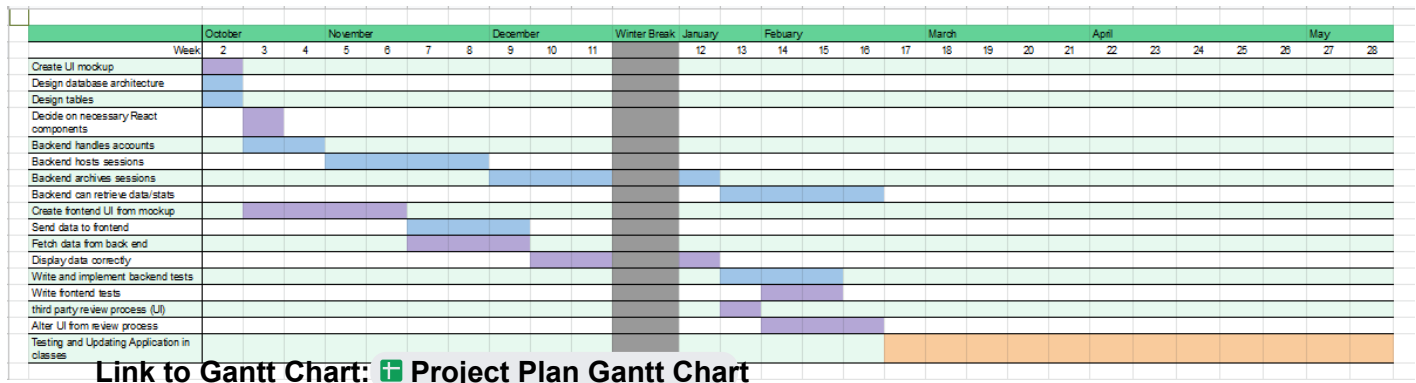 October November December Winter Break January Febuary March April May
Week 2 3 4 5 6 7 8 9 10 11 12 13 14 15 16 17 18 19 20 21 22 23 24 25 26 27 28
Create UI mockup
Design database architecture
Design tables
Decide on necessary React
components
Backend handles accounts
Backend hosts sessions
Backend archives sessions
Backend can retrieve data/stats
Create frontend UI from mockup
Send data to frontend
Fetch data from back end
Display data correctly
Write and implement backend tests
Write frontend tests
third party review process (UI)
Alter UI from review process
Testing and Updating Application in
classes
Link to Gantt Chart: Project Plan Gantt Chart